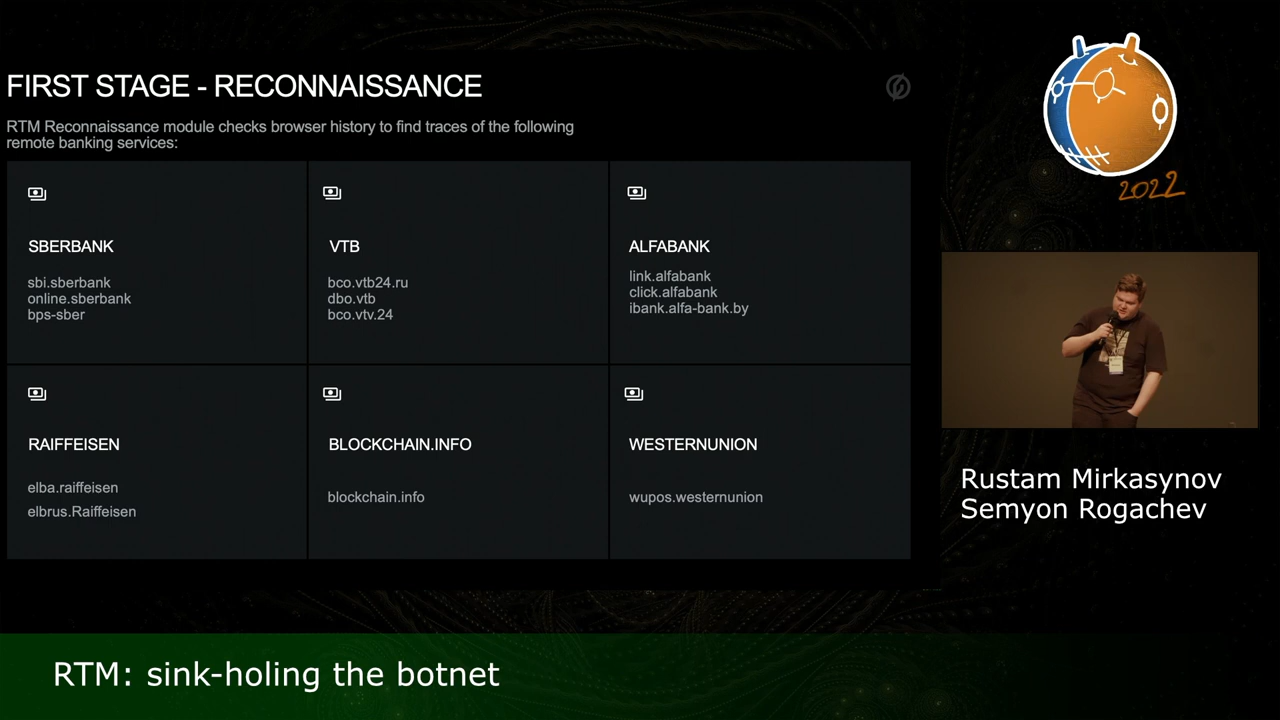 FIRST STAGE - RECONNAISSANCE
RTM Reconnaissance module checks browser history to find traces of the following
remote banking services:
SBERBANK
sbi.sberbank
online.sberbank
bps-sber
VTB
bco.vtb24.ru
dbo.vtb
bco.vtv.24
ALFABANK
link.alfabank
click.alfabank
ibank.alfa-bank.by
RAIFFEISEN
elba.raiffeisen
elbrus.Raiffeisen
BLOCKCHAIN.INFO
blockchain.info
WESTERNUNION
wupos.westernunion
2022
Rustam Mirkasynov
Semyon Rogachev
RTM: sink-holing the botnet